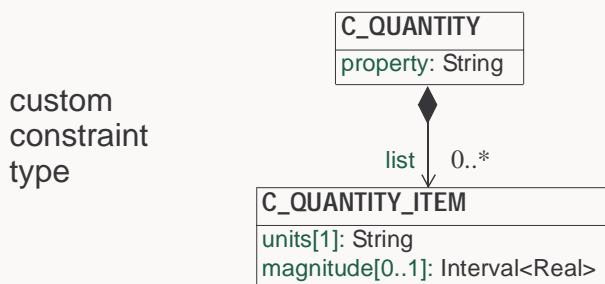 C_QUANTITY
property: String
custom
constraint
type
list 0..*
C_QUANTITY_ITEM
units[1]: String
magnitude[0..1]: Interval<Real>